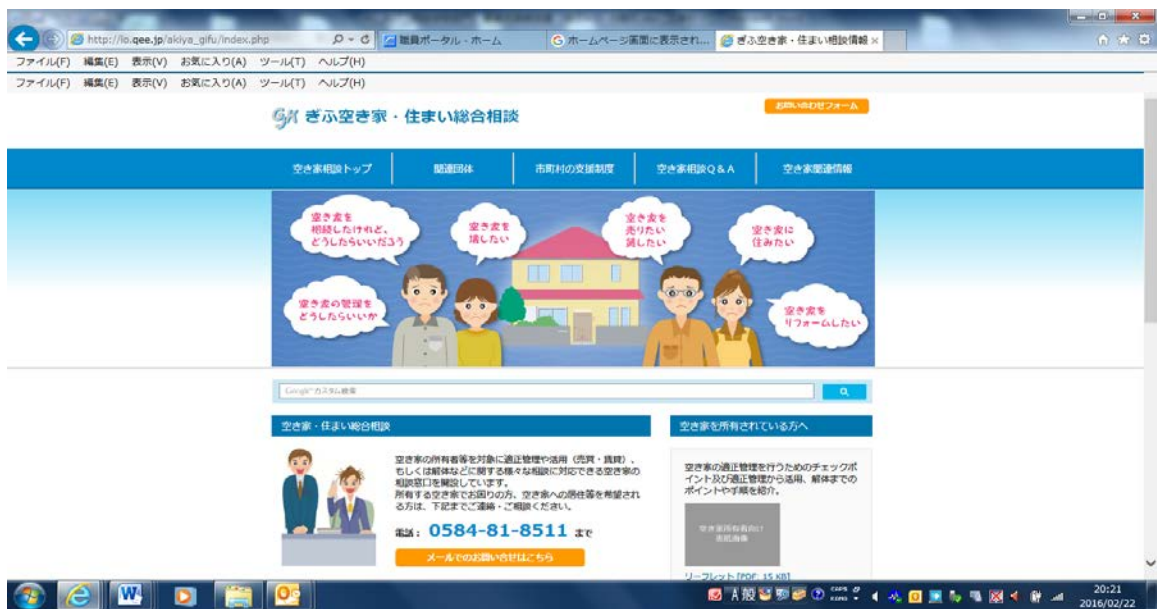 http://io.gee.jp/akiya_gifu/index.php
職員ポータル - ホーム
ホームページ画面に表示され...
ぎふ空き家・住まい相談情報
ファイル(F) 編集(E) 表示(V) お気に入り(A) ツール(T) ヘルプ(H)
ファイル(F) 編集(E) 表示(V) お気に入り(A) ツール(T) ヘルプ(H)
ぎふ空き家・住まい総合相談
お問い合わせフォーム
空き家相談トップ
関連団体
市町村の支援制度
空き家相談Q&A
空き家関連情報
空き家を
相続したけれど、
どうしたらいいだろう
空き家を
壊したい
空き家を
売りたい
貸したい
空き家に
住みたい
空き家の管理を
どうしたらいいか
空き家を
リフォームしたい
Google カスタム検索
空き家・住まい総合相談
空き家の所有者等を対象に適正管理や活用（売買・賃貸）、
もしくは解体などに関する様々な相談に対応できる空き家の
相談窓口を開設しています。
所有する空き家でお困りの方、空き家への居住等を希望され
る方は、下記までご連絡・ご相談ください。
電話: 0584-81-8511 まで
メールでのお問い合せはこちら
空き家を所有されている方へ
空き家の適正管理を行うためのチェックポ
イント及び適正管理から活用、解体までの
ポイントや手順を紹介。
空き家所有者向け
表紙画像
リーフレット [PDF: 15 KB]
A 般
CAPS
KANA
20:21
2016/02/22